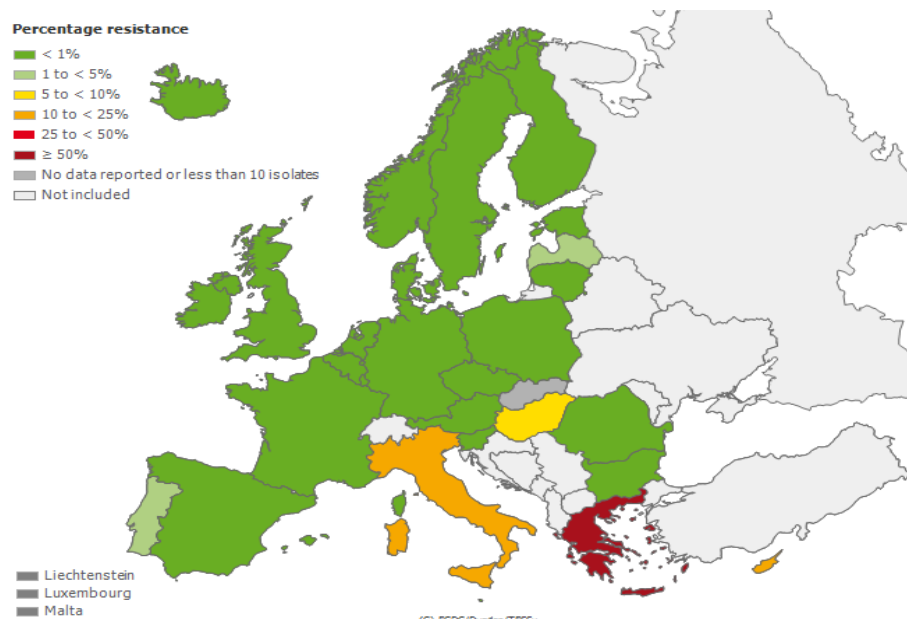 Percentage resistance
< 1%
1 to < 5%
5 to < 10%
10 to < 25%
25 to < 50%
≥ 50%
No data reported or less than 10 isolates
Not included
Liechtenstein
Luxembourg
Malta